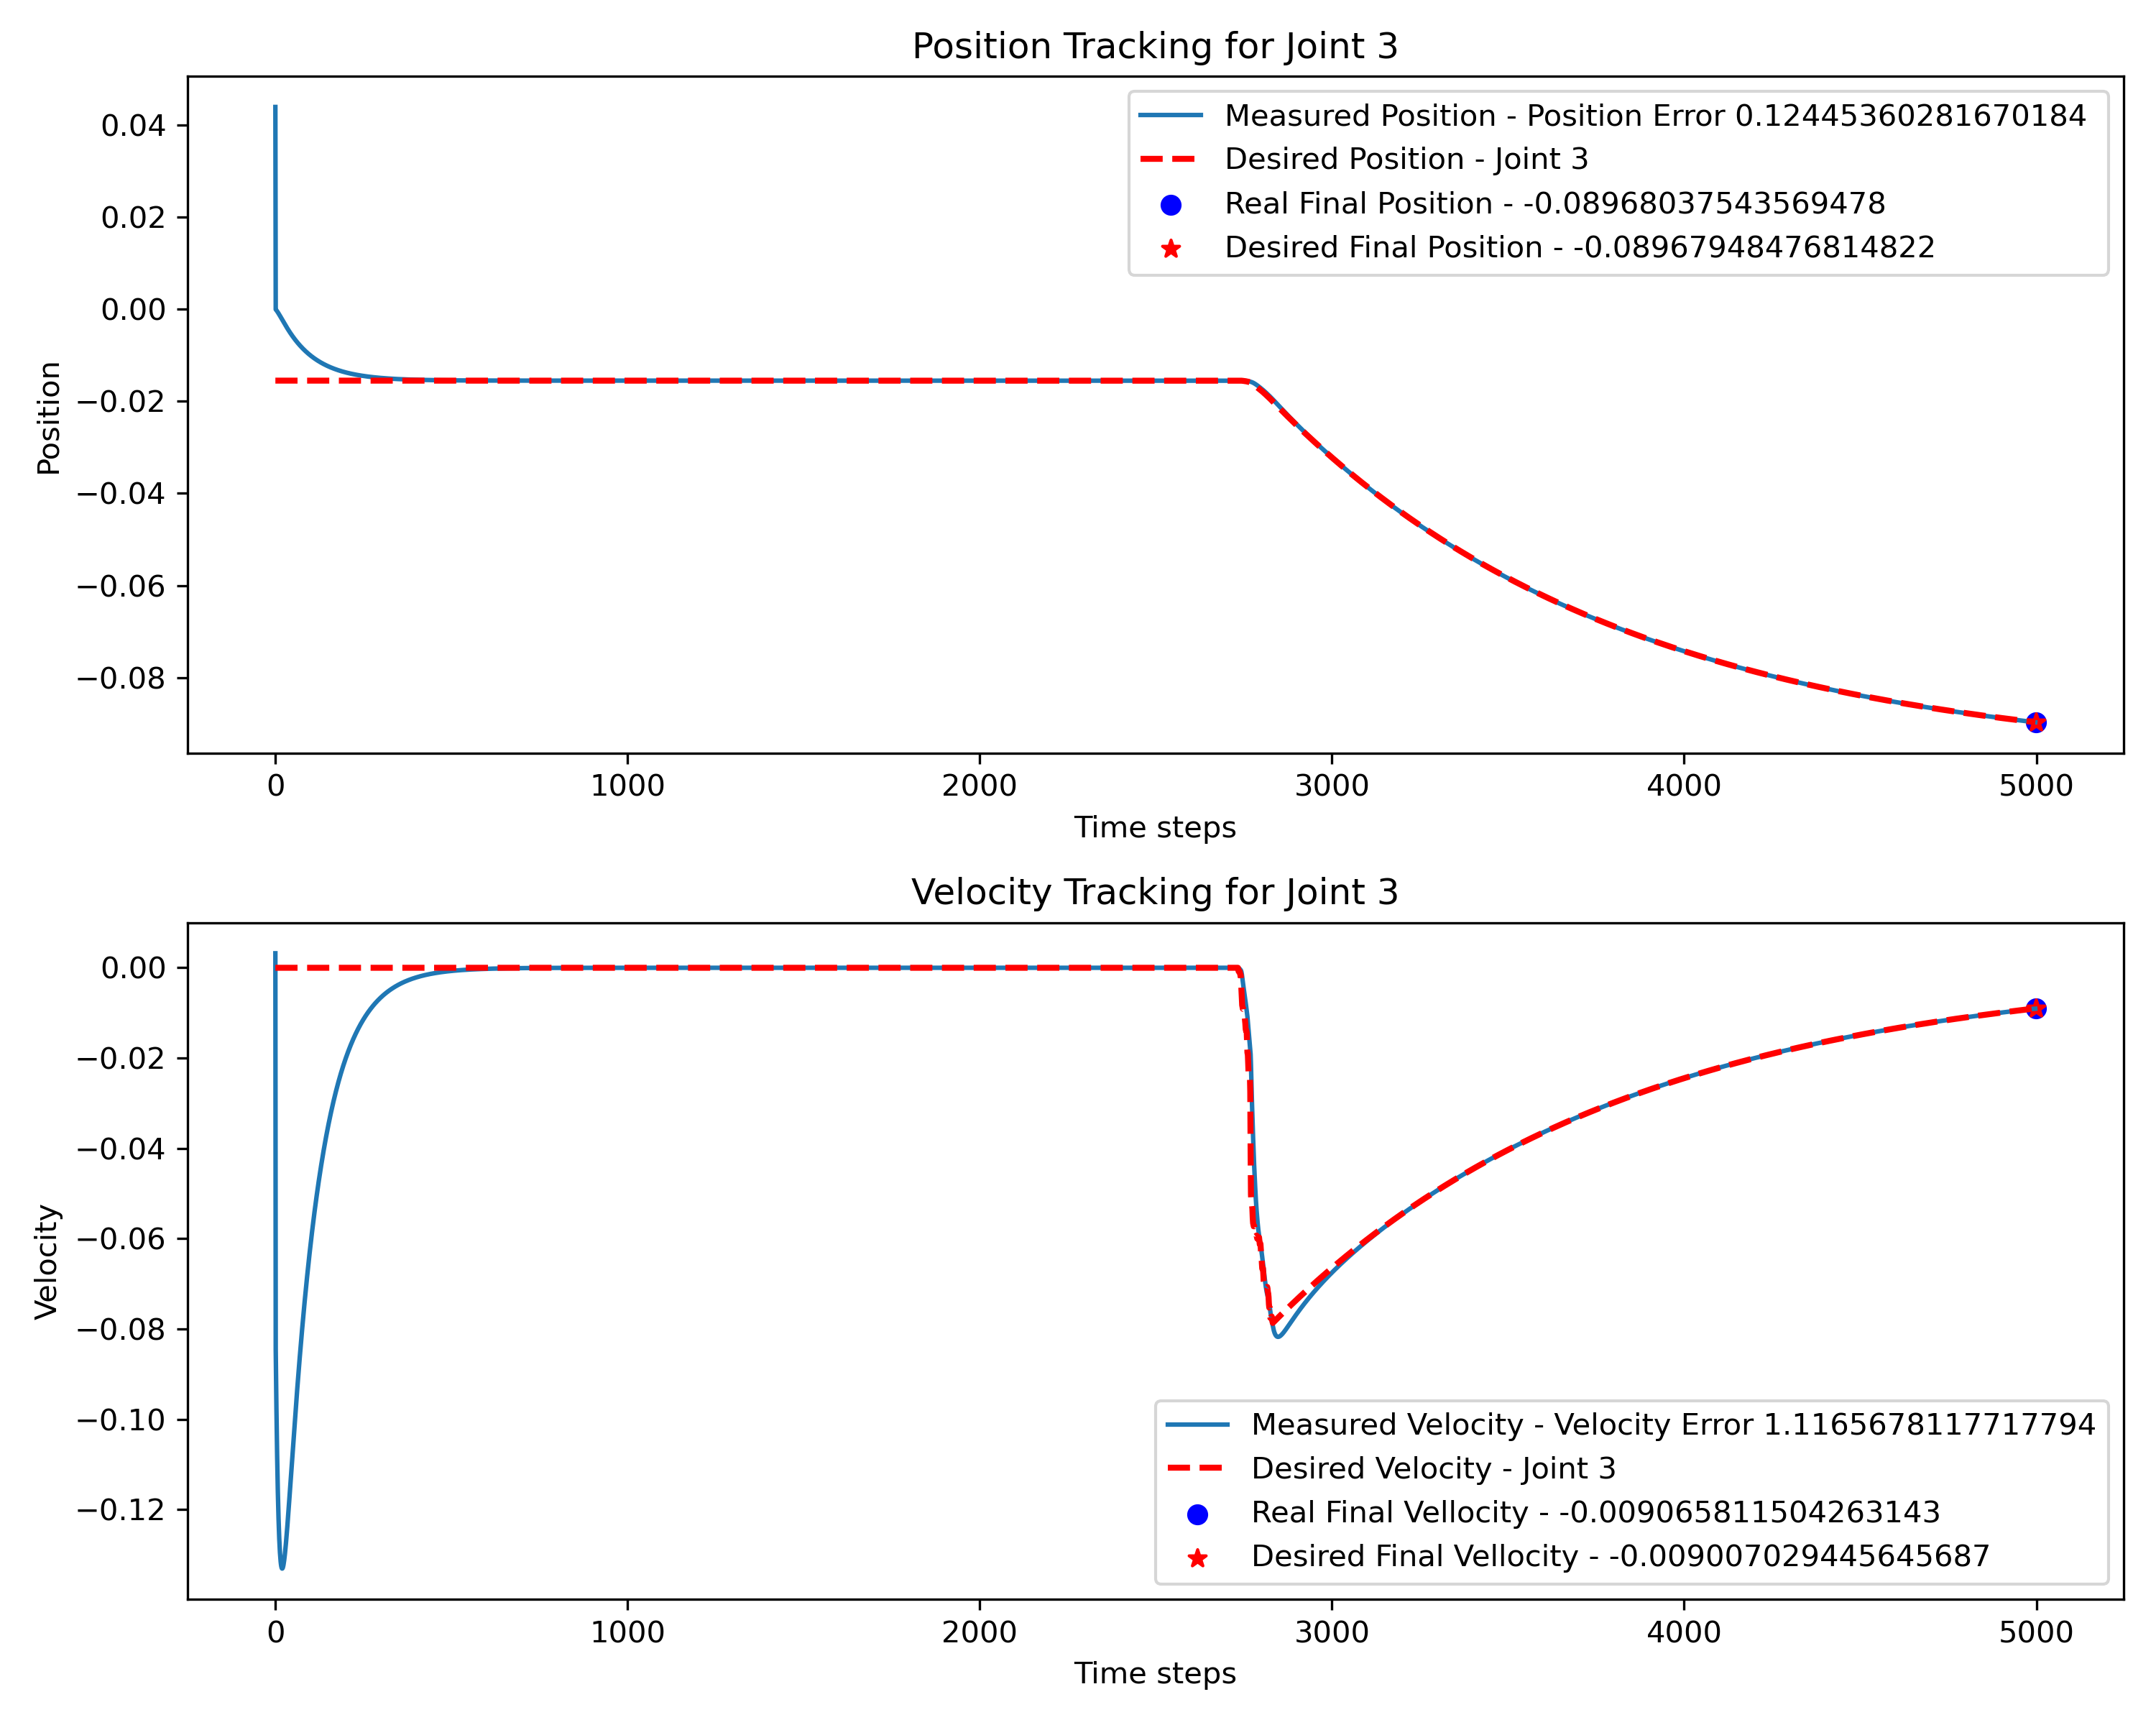 Position Tracking for Joint 3
Measured Position - Position Error 0.12445360281670184
Desired Position - Joint 3
Real Final Position - -0.08968037543569478
Desired Final Position - -0.08967948476814822
Position
0.04
0.02
0.00
−0.02
−0.04
−0.06
−0.08
0 1000 2000 3000 4000 5000
Time steps
Velocity Tracking for Joint 3
Velocity
0.00
−0.02
−0.04
−0.06
−0.08
−0.10
−0.12
Measured Velocity - Velocity Error 1.1165678117717794
Desired Velocity - Joint 3
Real Final Vellocity - -0.009065811504263143
Desired Final Vellocity - -0.009007029445645687
0 1000 2000 3000 4000 5000
Time steps